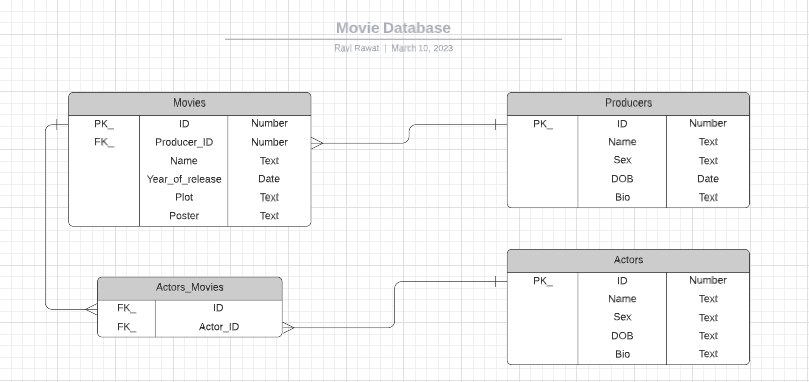 Movie Database
Ravi Rawat | March 10, 2023
Movies
PK_ ID Number
FK_ Producer_ID Number
Name Text
Year_of_release Date
Plot Text
Poster Text
Producers
PK_ ID Number
Name Text
Sex Text
DOB Date
Bio Text
Actors_Movies
FK_ ID
FK_ Actor_ID
Actors
PK_ ID Number
Name Text
Sex Text
DOB Text
Bio Text